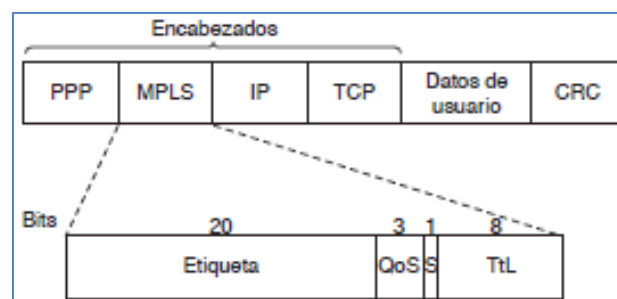 Encabezados
PPP MPLS IP TCP Datos de usuario CRC
Bits 20 3 1 8
Etiqueta QoS S TtL